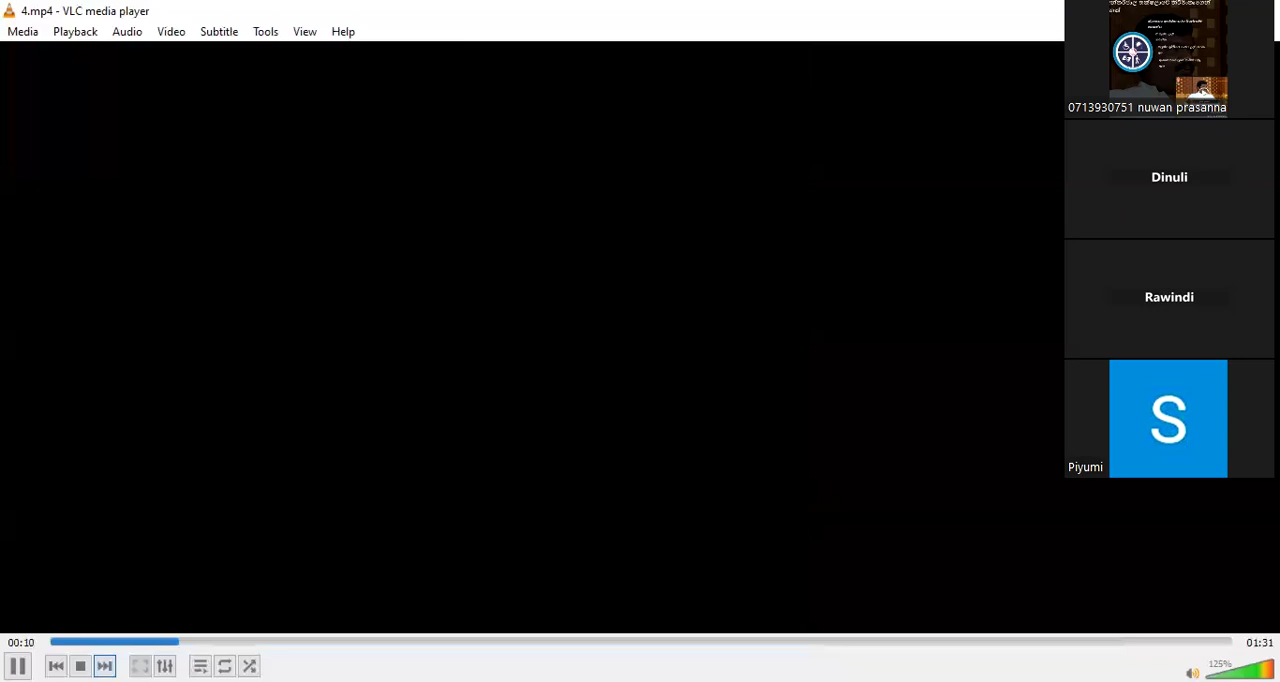 4.mp4 - VLC media player
Media Playback Audio Video Subtitle Tools View Help
0713930751 nuwan prasanna
Dinuli
Rawindi
S
Piyumi
00:10
01:31
125%